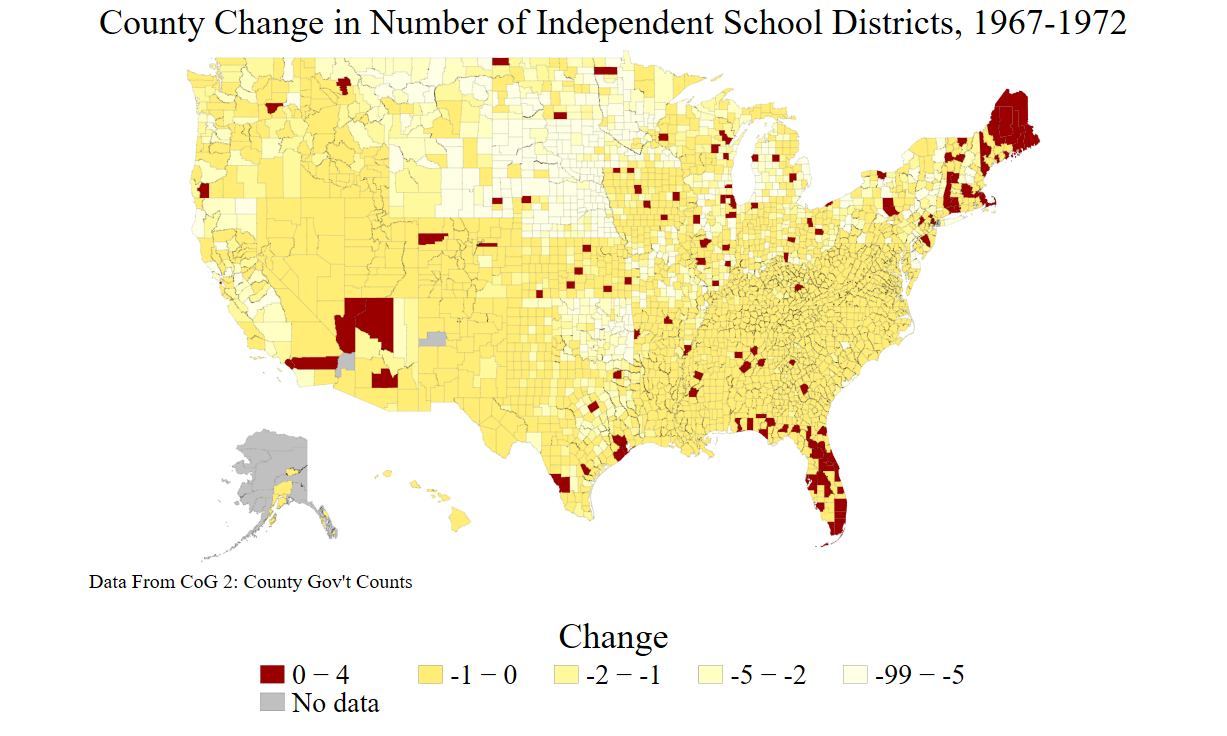 County Change in Number of Independent School Districts, 1967-1972
Data From CoG 2: County Gov't Counts
Change
0 − 4 -1 − 0 -2 − -1 -5 − -2 -99 − -5
No data